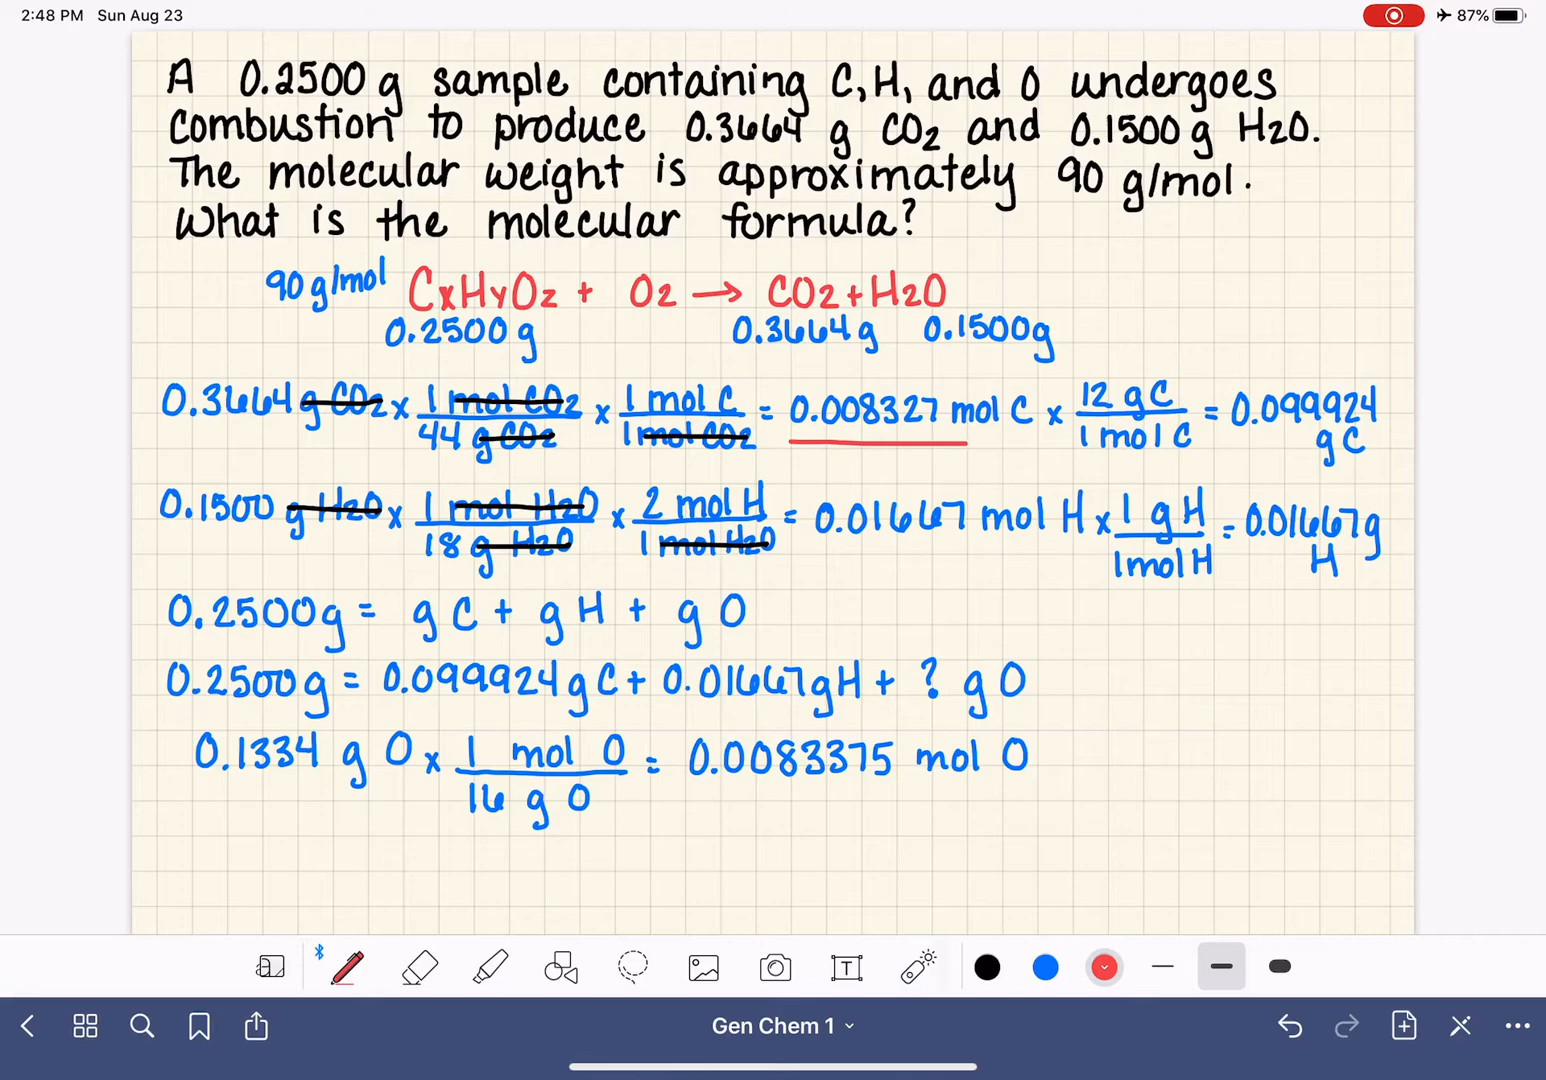 2:48 PM Sun Aug 23
87%
A 0.2500 g sample containing C, H, and O undergoes
combustion to produce 0.3664 g CO2 and 0.1500 g H2O.
The molecular weight is approximately 90 g/mol.
What is the molecular formula?
90 g/mol CxHyOz + O2 → CO2 + H2O
0.2500 g 0.3664 g 0.1500 g
0.3664 g CO2 x 1 mol CO2 / 44 g CO2 x 1 mol C / 1 mol CO2 = 0.008327 mol C x 12 g C / 1 mol C = 0.099924 g C
0.1500 g H2O x 1 mol H2O / 18 g H2O x 2 mol H / 1 mol H2O = 0.01667 mol H x 1 g H / 1 mol H = 0.01667 g H
0.2500 g = g C + g H + g O
0.2500 g = 0.099924 g C + 0.01667 g H + ? g O
0.1334 g O x 1 mol O / 16 g O = 0.0083375 mol O
T
Gen Chem 1